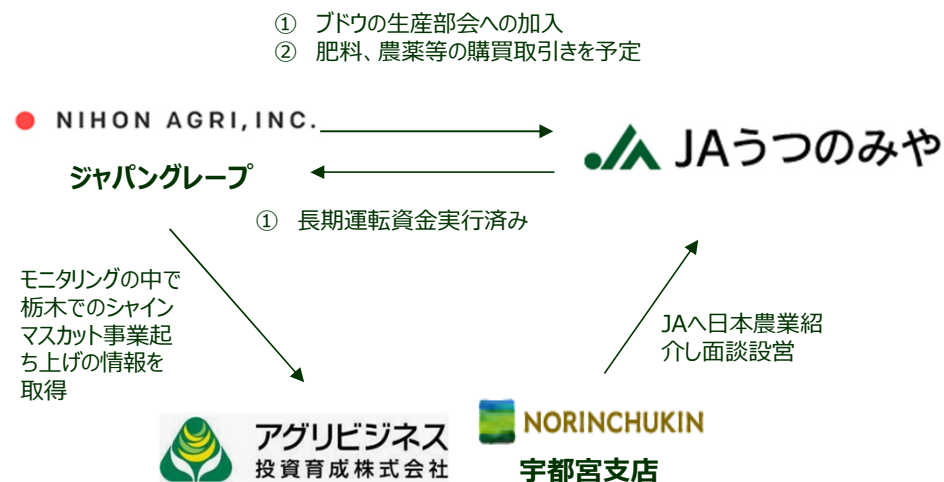 ① ブドウの生産部会への加入
② 肥料、農薬等の購買取引きを予定
NIHON AGRI, INC.
ジャパングレープ
JAうつのみや
① 長期運転資金実行済み
モニタリングの中で
栃木でのシャイン
マスカット事業起
ち上げの情報を
取得
JAへ日本農業紹
介し面談設営
アグリビジネス
投資育成株式会社
NORINCHUKIN
宇都宮支店